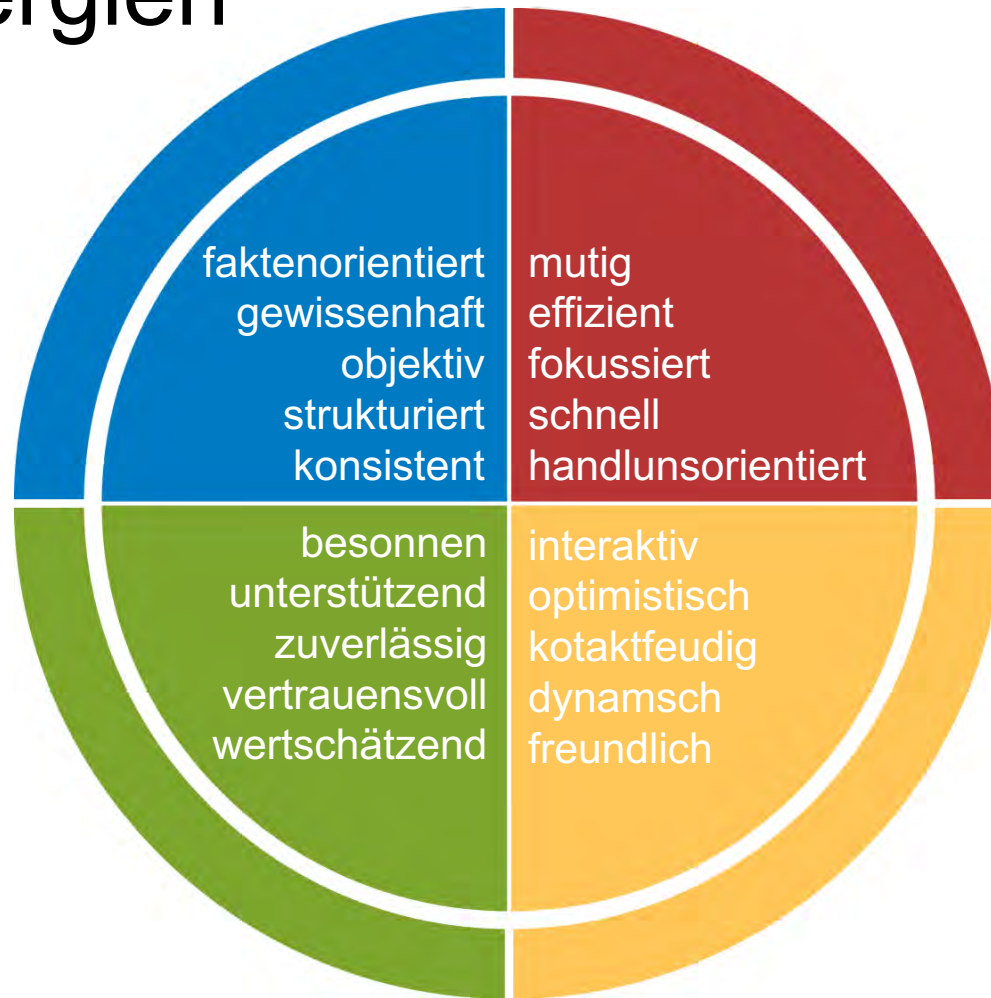 ergien
faktenorientiert
gewissenhaft
objektiv
strukturiert
konsistent
mutig
effizient
fokussiert
schnell
handlunsorientiert
besonnen
unterstützend
zuverlässig
vertrauensvoll
wertschätzend
interaktiv
optimistisch
kotaktfeudig
dynamsch
freundlich